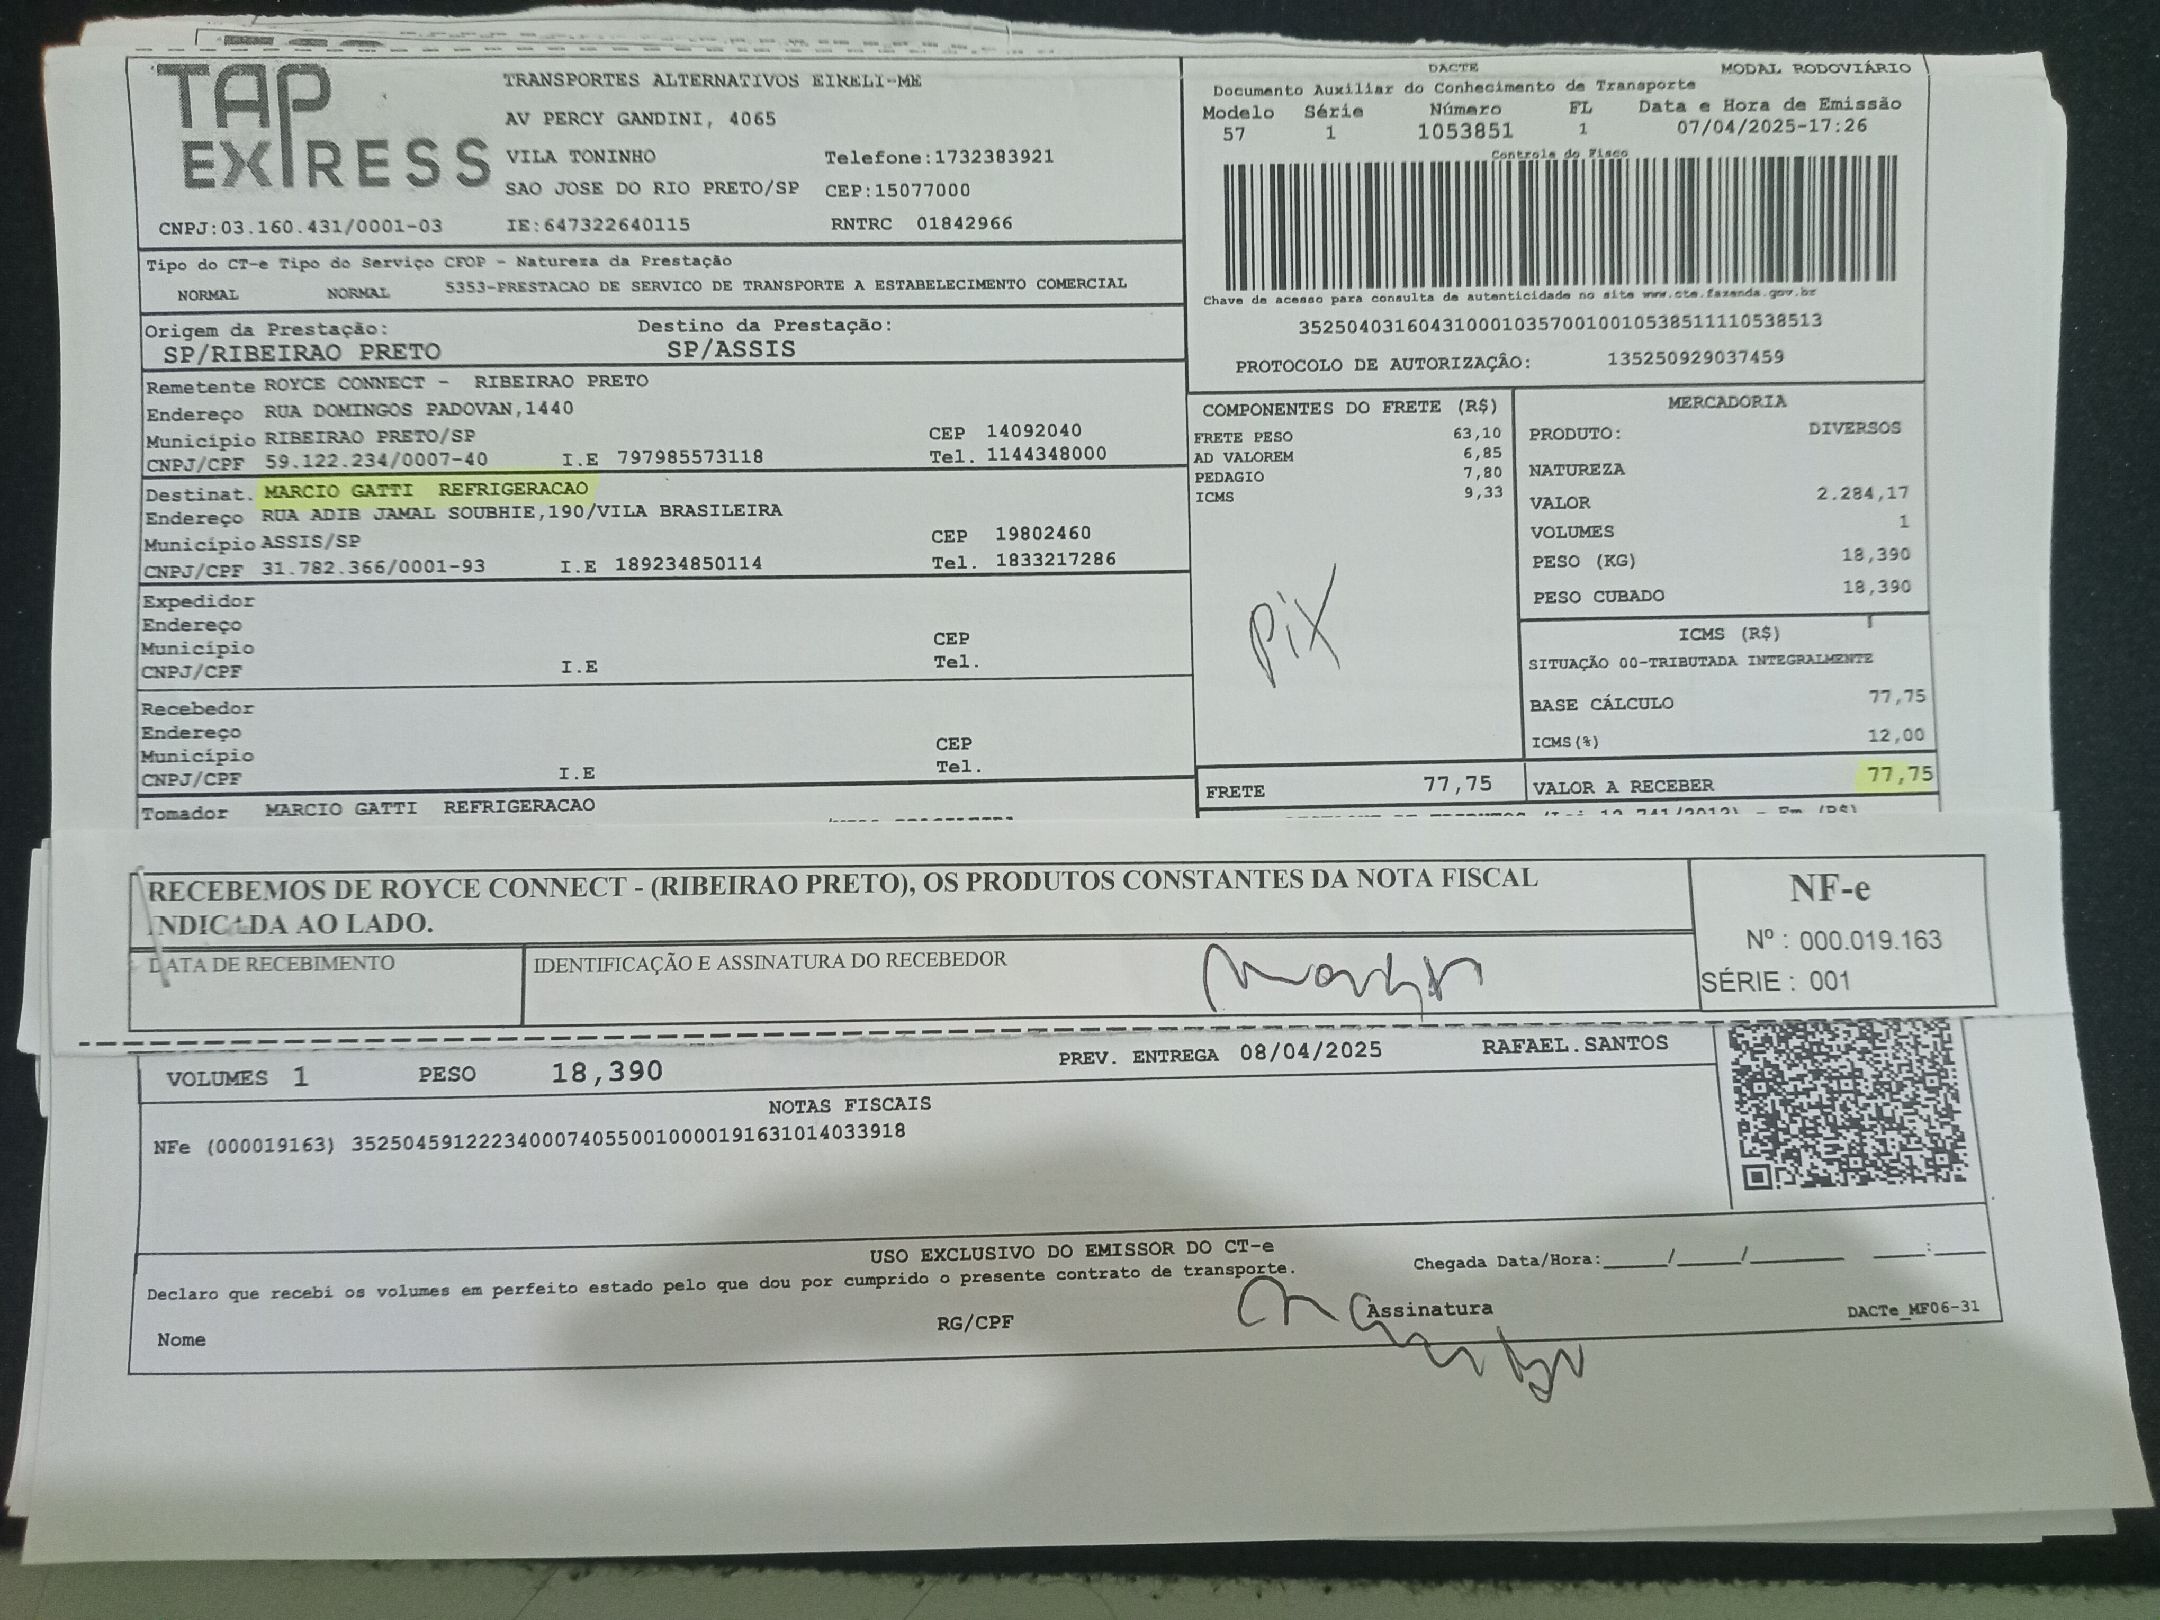 TAP EXPRESS
TRANSPORTES ALTERNATIVOS EIRELI-ME
AV PERCY GANDINI, 4065
VILA TONINHO Telefone:1732383921
SAO JOSE DO RIO PRETO/SP CEP:15077000
CNPJ:03.160.431/0001-03 IE:647322640115 RNTRC 01842966
DACTE MODAL RODOVIÁRIO
Documento Auxiliar do Conhecimento de Transporte
Modelo Série Número FL Data e Hora de Emissão
57 1 1053851 1 07/04/2025-17:26
Controle do Fisco
Chave de acesso para consulta de autenticidade no site www.cte.fazenda.gov.br
35250403160431000103570010010538511110538513
PROTOCOLO DE AUTORIZAÇÂO: 135250929037459
Tipo do CT-e Tipo do Serviço CFOP - Natureza da Prestação
NORMAL NORMAL 5353-PRESTACAO DE SERVICO DE TRANSPORTE A ESTABELECIMENTO COMERCIAL
Origem da Prestação: Destino da Prestação:
SP/RIBEIRAO PRETO SP/ASSIS
Remetente ROYCE CONNECT - RIBEIRAO PRETO
Endereço RUA DOMINGOS PADOVAN,1440
Município RIBEIRAO PRETO/SP CEP 14092040
CNPJ/CPF 59.122.234/0007-40 I.E 797985573118 Tel. 1144348000
Destinat. MARCIO GATTI REFRIGERACAO
Endereço RUA ADIB JAMAL SOUBHIE,190/VILA BRASILEIRA
Município ASSIS/SP CEP 19802460
CNPJ/CPF 31.782.366/0001-93 I.E 189234850114 Tel. 1833217286
Expedidor
Endereço
Município CEP
CNPJ/CPF I.E Tel.
Recebedor
Endereço
Município CEP
CNPJ/CPF I.E Tel.
Tomador MARCIO GATTI REFRIGERACAO
COMPONENTES DO FRETE (R$)
FRETE PESO 63,10
AD VALOREM 6,85
PEDAGIO 7,80
ICMS 9,33
Pix
FRETE 77,75
MERCADORIA
PRODUTO: DIVERSOS
NATUREZA
VALOR 2.284,17
VOLUMES 1
PESO (KG) 18,390
PESO CUBADO 18,390
ICMS (R$)
SITUAÇÃO 00-TRIBUTADA INTEGRALMENTE
BASE CÁLCULO 77,75
ICMS(%) 12,00
VALOR A RECEBER 77,75
RECEBEMOS DE ROYCE CONNECT - (RIBEIRAO PRETO), OS PRODUTOS CONSTANTES DA NOTA FISCAL
INDICADA AO LADO.
DATA DE RECEBIMENTO IDENTIFICAÇÃO E ASSINATURA DO RECEBEDOR
NF-e
Nº : 000.019.163
SÉRIE : 001
VOLUMES 1 PESO 18,390 PREV. ENTREGA 08/04/2025 RAFAEL.SANTOS
NOTAS FISCAIS
NFe (000019163) 35250459122234000740550010000191631014033918
USO EXCLUSIVO DO EMISSOR DO CT-e
Declaro que recebi os volumes em perfeito estado pelo que dou por cumprido o presente contrato de transporte. Chegada Data/Hora:_____/_____/_______ ____:____
Nome RG/CPF Assinatura DACTe_MF06-31